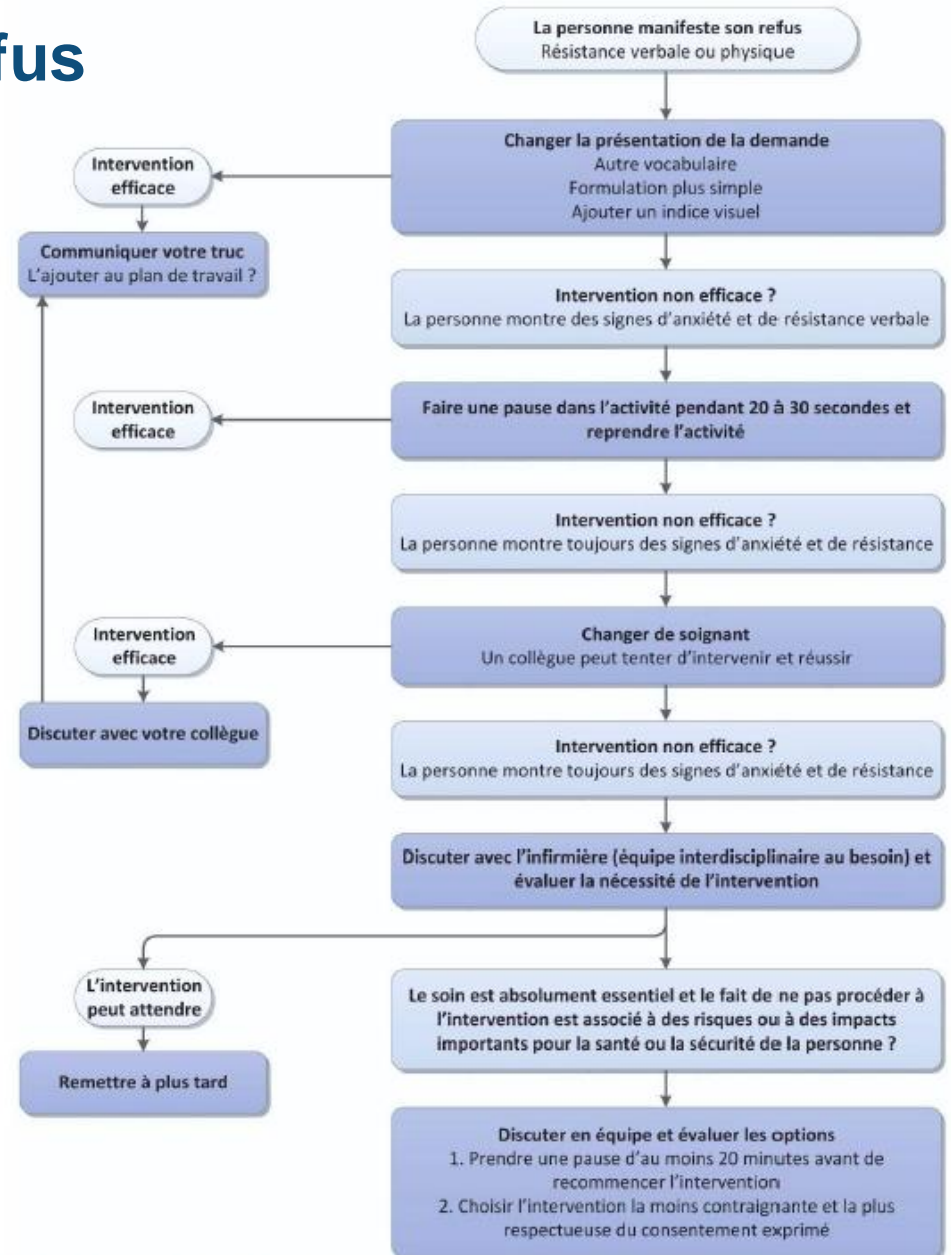 fus
La personne manifeste son refus
Résistance verbale ou physique
Changer la présentation de la demande
Autre vocabulaire
Formulation plus simple
Ajouter un indice visuel
Intervention
efficace
Communiquer votre truc
L'ajouter au plan de travail ?
Intervention non efficace ?
La personne montre des signes d'anxiété et de résistance verbale
Faire une pause dans l'activité pendant 20 à 30 secondes et
reprendre l'activité
Intervention
efficace
Intervention non efficace ?
La personne montre toujours des signes d'anxiété et de résistance
Changer de soignant
Un collègue peut tenter d'intervenir et réussir
Intervention
efficace
Discuter avec votre collègue
Intervention non efficace ?
La personne montre toujours des signes d'anxiété et de résistance
Discuter avec l'infirmière (équipe interdisciplinaire au besoin) et
évaluer la nécessité de l'intervention
L'intervention
peut attendre
Remettre à plus tard
Le soin est absolument essentiel et le fait de ne pas procéder à
l'intervention est associé à des risques ou à des impacts
importants pour la santé ou la sécurité de la personne ?
Discuter en équipe et évaluer les options
1. Prendre une pause d'au moins 20 minutes avant de
recommencer l'intervention
2. Choisir l'intervention la moins contraignante et la plus
respectueuse du consentement exprimé